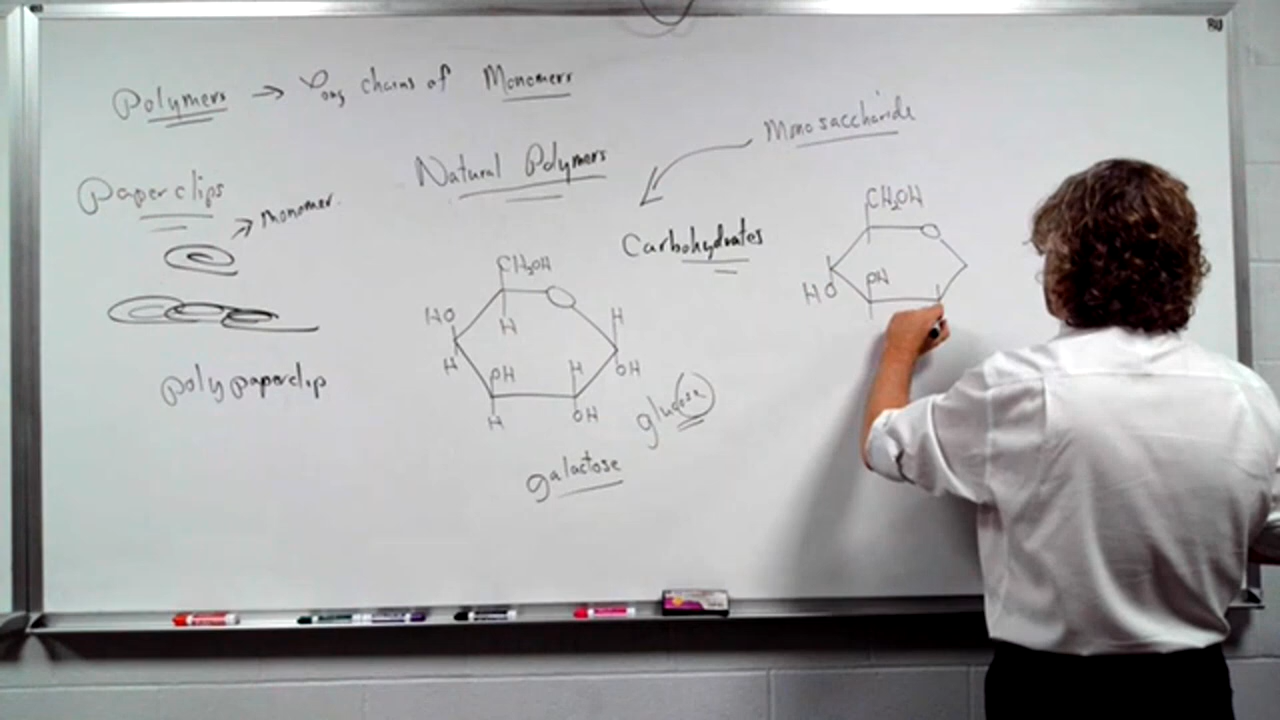 RU
Polymers → Long chains of Monomers
Monosaccharide
Natural Polymers
Paperclips
→ monomer.
Carbohydrates
CH2OH
O
HO
OH
CH2OH
O
HO
H
H
H
OH
H
OH
H
H
OH
polypaperclip
glucose
galactose